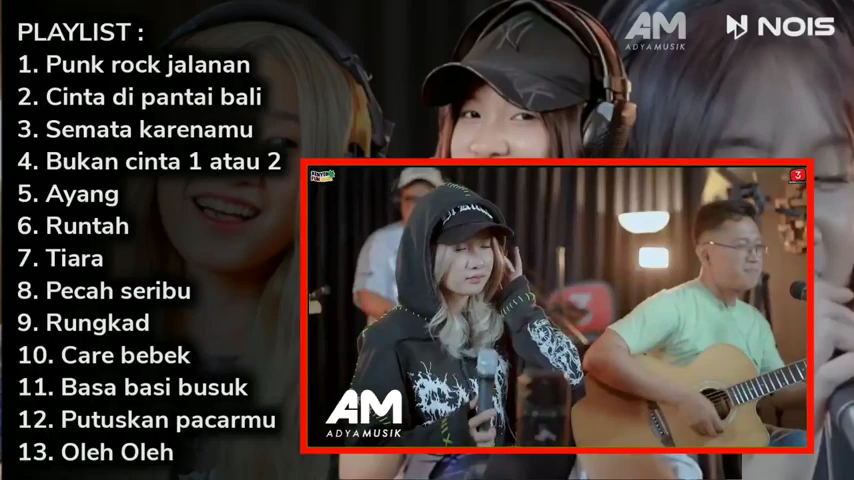 PLAYLIST :
1. Punk rock jalanan
2. Cinta di pantai bali
3. Semata karenamu
4. Bukan cinta 1 atau 2
5. Ayang
6. Runtah
7. Tiara
8. Pecah seribu
9. Rungkad
10. Care bebek
11. Basa basi busuk
12. Putuskan pacarmu
13. Oleh Oleh
AM
ADYAMUSIK
NOIS
3
AM
ADYAMUSIK